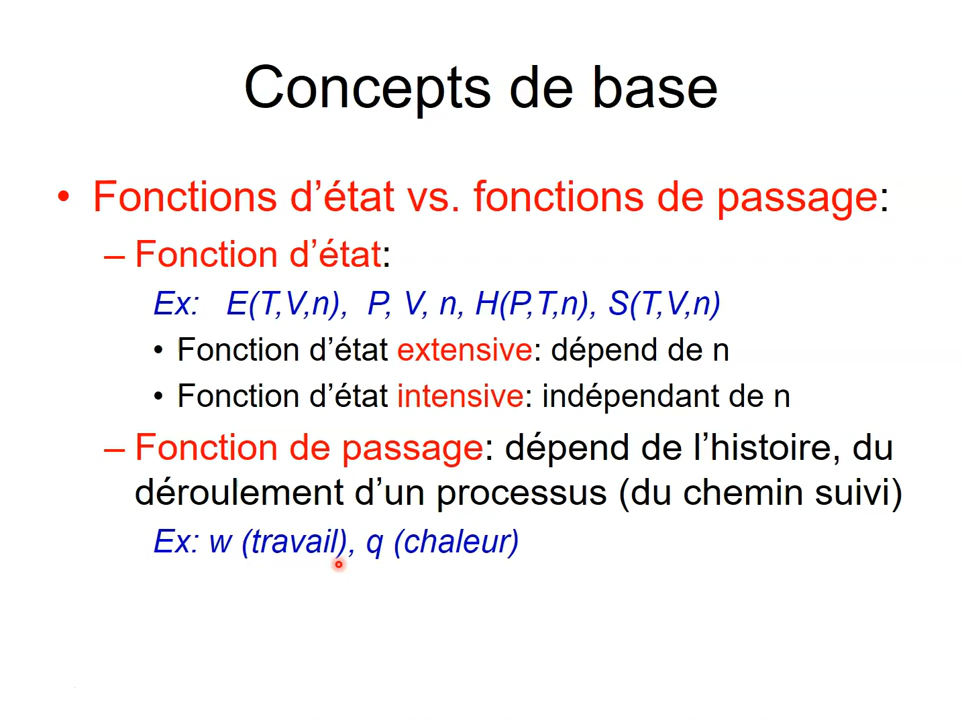 Concepts de base
• Fonctions d’état vs. fonctions de passage:
– Fonction d’état:
Ex: E(T,V,n), P, V, n, H(P,T,n), S(T,V,n)
• Fonction d’état extensive: dépend de n
• Fonction d’état intensive: indépendant de n
– Fonction de passage: dépend de l’histoire, du
déroulement d’un processus (du chemin suivi)
Ex: w (travail), q (chaleur)